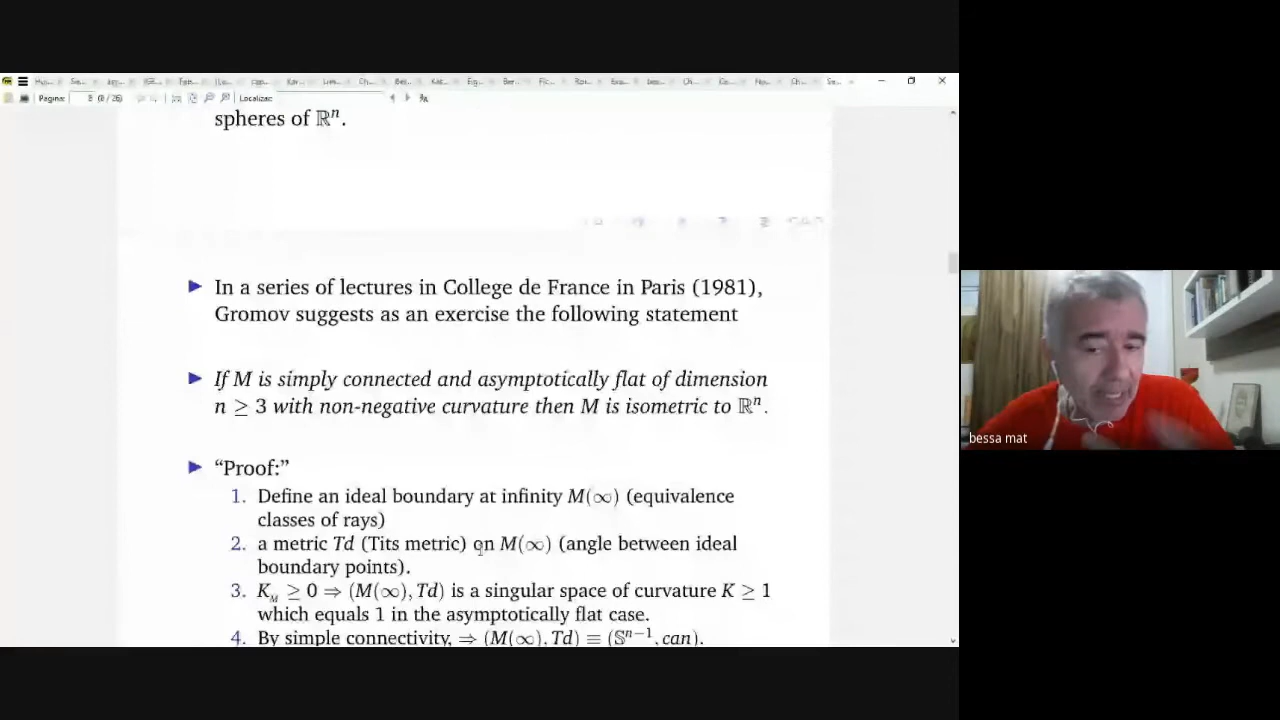 Pagina: 8 (8 / 26) Localizar:
spheres of ℝⁿ.
▶ In a series of lectures in College de France in Paris (1981),
Gromov suggests as an exercise the following statement
▶ If M is simply connected and asymptotically flat of dimension
n ≥ 3 with non-negative curvature then M is isometric to ℝⁿ.
▶ “Proof:”
1. Define an ideal boundary at infinity M(∞) (equivalence
classes of rays)
2. a metric Td (Tits metric) on M(∞) (angle between ideal
boundary points).
3. K_M ≥ 0 ⇒ (M(∞), Td) is a singular space of curvature K ≥ 1
which equals 1 in the asymptotically flat case.
4. By simple connectivity, ⇒ (M(∞), Td) ≡ (𝕊ⁿ⁻¹, can).
bessa mat